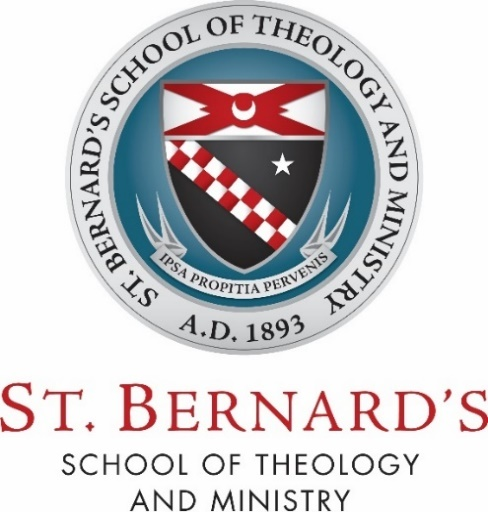 ST. BERNARD'S SCHOOL OF THEOLOGY AND MINISTRY
IPSA PROPITIA PERVENIS
A.D. 1893
ST. BERNARD'S
SCHOOL OF THEOLOGY
AND MINISTRY